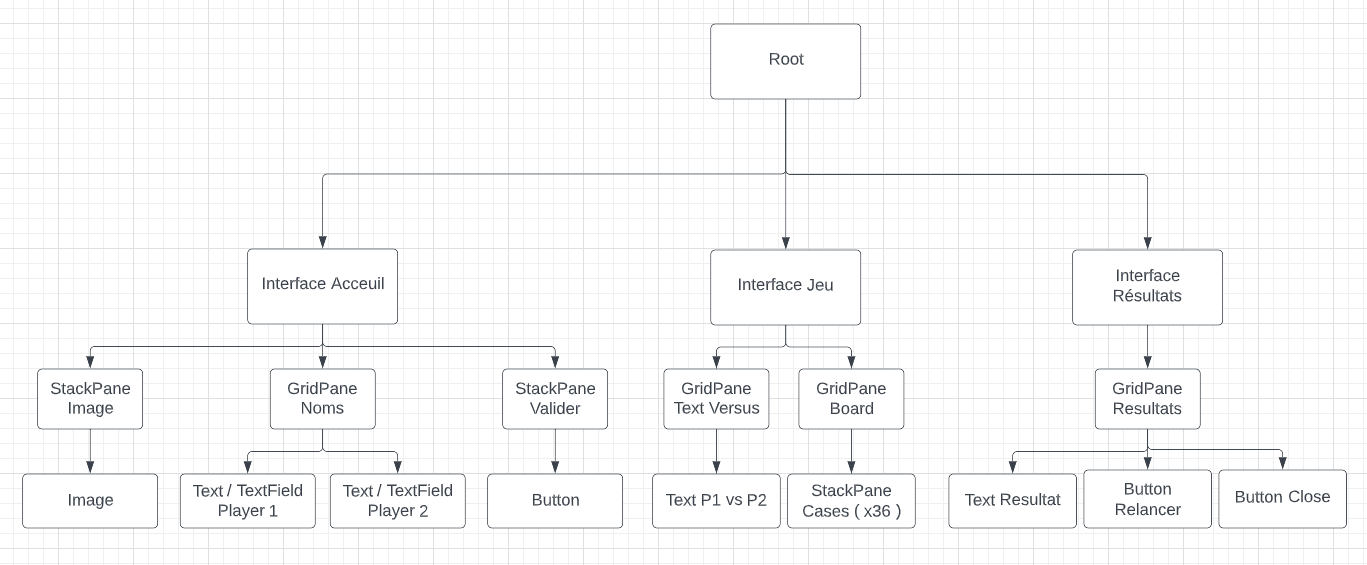 Root
Interface Acceuil
Interface Jeu
Interface
Résultats
StackPane
Image
GridPane
Noms
StackPane
Valider
GridPane
Text Versus
GridPane
Board
GridPane
Resultats
Image
Text / TextField
Player 1
Text / TextField
Player 2
Button
Text P1 vs P2
StackPane
Cases ( x36 )
Text Resultat
Button
Relancer
Button Close